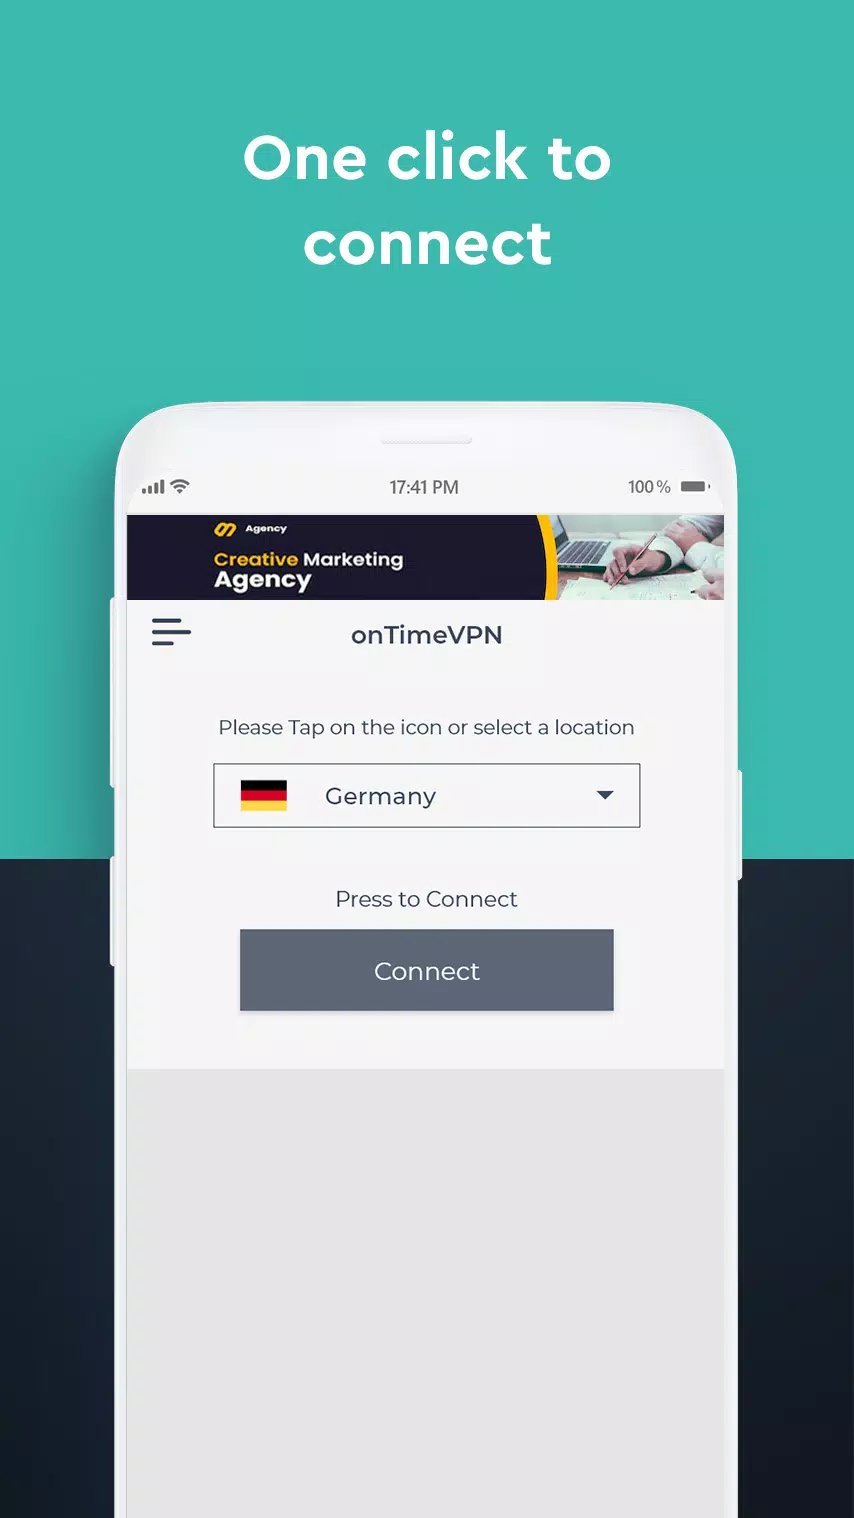 One click to
connect
17:41 PM
100%
Agency
Creative Marketing
Agency
onTimeVPN
Please Tap on the icon or select a location
Germany
Press to Connect
Connect